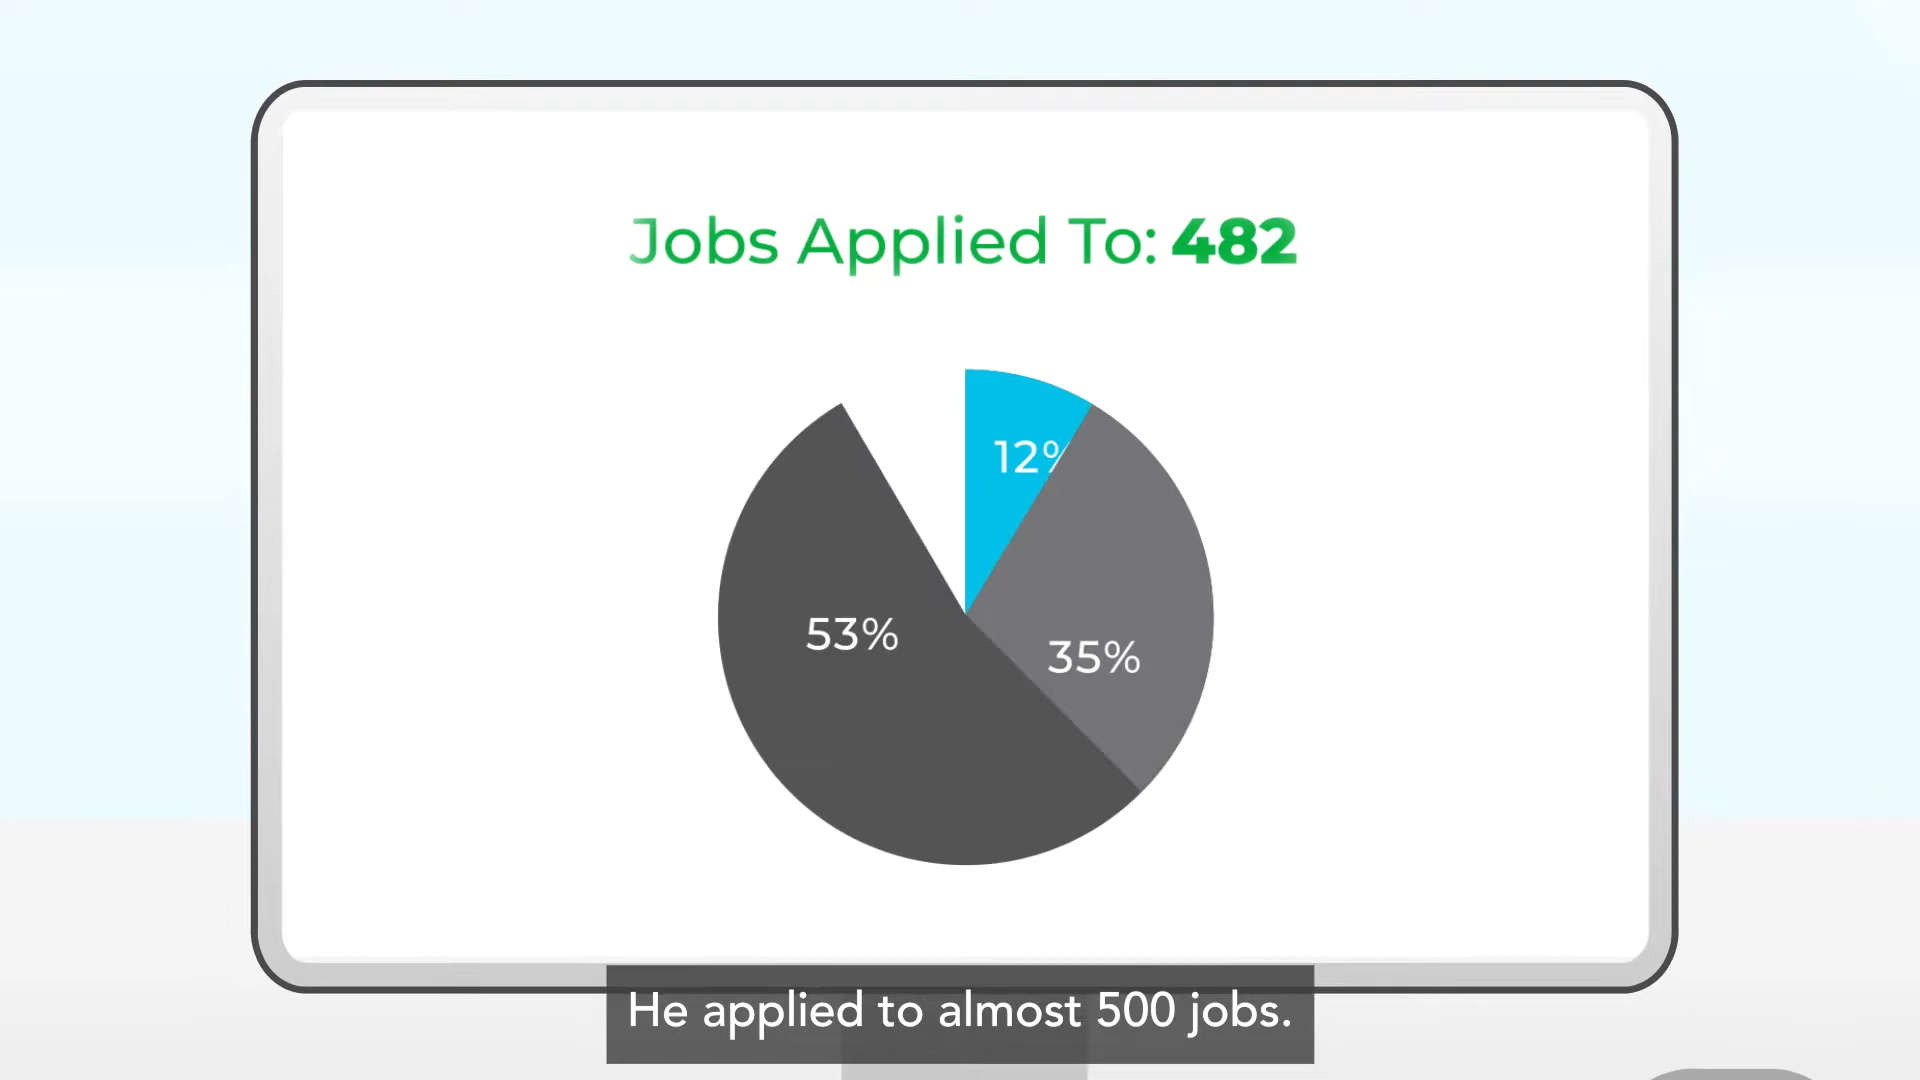 Jobs Applied To: 482
12%
53%
35%
He applied to almost 500 jobs.